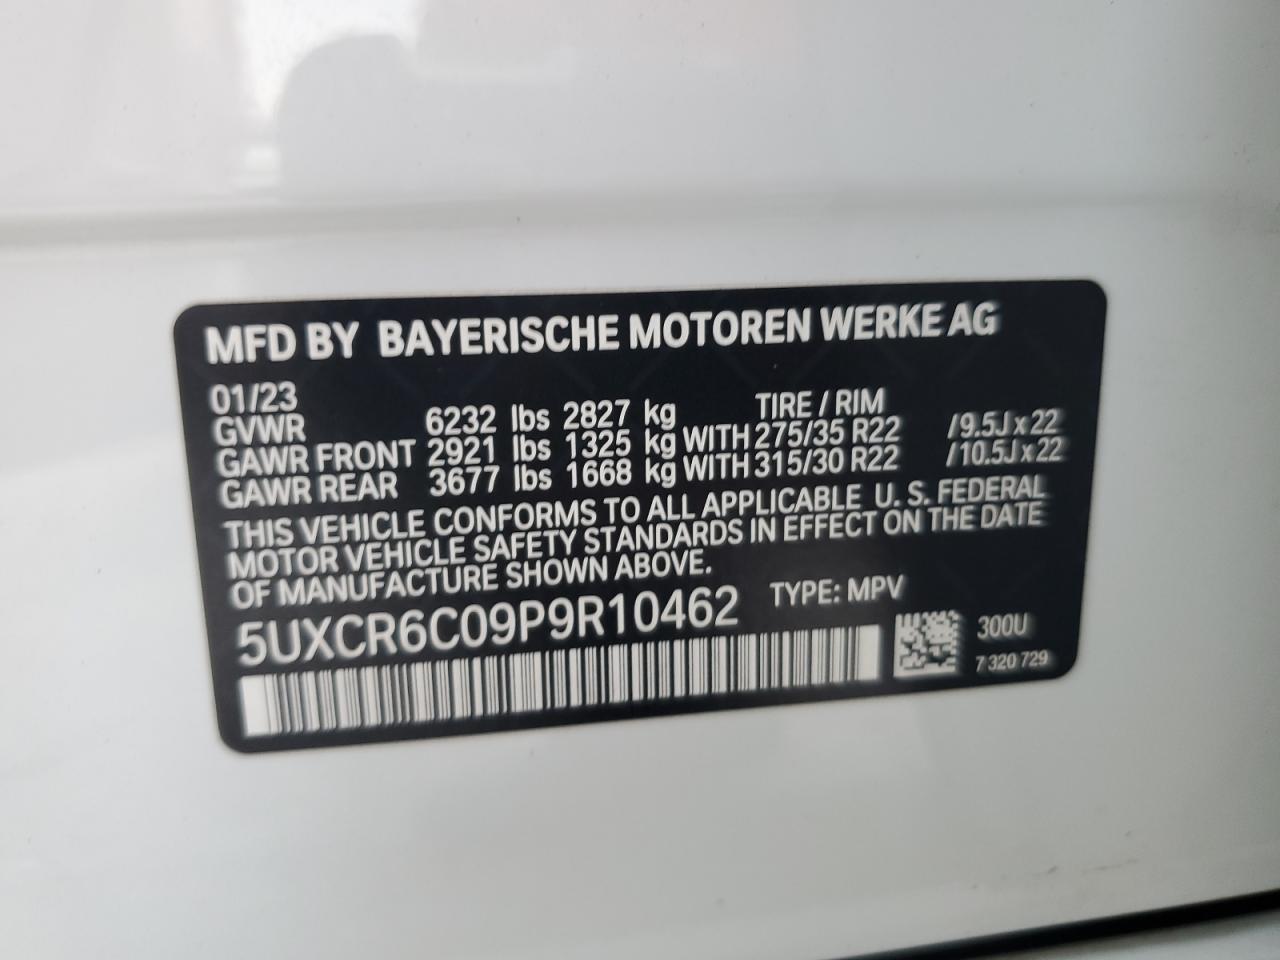 MFD BY BAYERISCHE MOTOREN WERKE AG
01/23
GVWR 6232 lbs 2827 kg TIRE / RIM
GAWR FRONT 2921 lbs 1325 kg WITH 275/35 R22 /9.5J x 22
GAWR REAR 3677 lbs 1668 kg WITH 315/30 R22 /10.5J x 22
THIS VEHICLE CONFORMS TO ALL APPLICABLE U. S. FEDERAL
MOTOR VEHICLE SAFETY STANDARDS IN EFFECT ON THE DATE
OF MANUFACTURE SHOWN ABOVE.
5UXCR6C09P9R10462 TYPE: MPV
300U
7 320 729